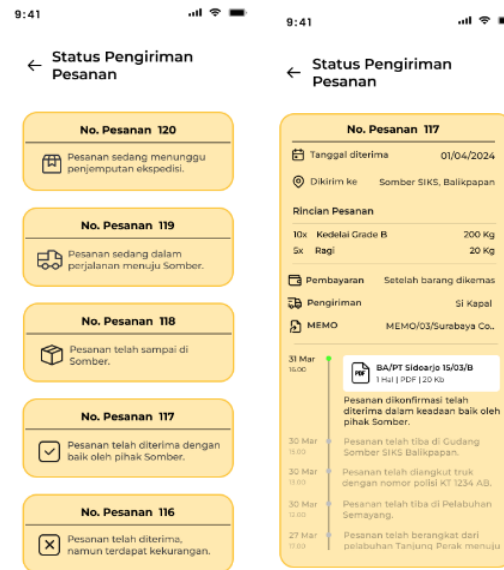 9:41
Status Pengiriman
Pesanan
No. Pesanan 120
Pesanan sedang menunggu
penjemputan ekspedisi.
No. Pesanan 119
Pesanan sedang dalam
perjalanan menuju Somber.
No. Pesanan 118
Pesanan telah sampai di
Somber.
No. Pesanan 117
Pesanan telah diterima dengan
baik oleh pihak Somber.
No. Pesanan 116
Pesanan telah diterima,
namun terdapat kekurangan.
9:41
Status Pengiriman
Pesanan
No. Pesanan 117
Tanggal diterima 01/04/2024
Dikirim ke Somber SIKS, Balikpapan
Rincian Pesanan
10x Kedelai Grade B 200 Kg
5x Ragi 20 Kg
Pembayaran Setelah barang dikemas
Pengiriman Si Kapal
MEMO MEMO/03/Surabaya Co..
31 Mar
16.00
PDF
BA/PT Sidoarjo 15/03/B
1 Hal | PDF | 20 Kb
Pesanan dikonfirmasi telah
diterima dalam keadaan baik oleh
pihak Somber.
30 Mar Pesanan telah tiba di Gudang
Somber SIKS Balikpapan.
30 Mar Pesanan telah diangkut truk
dengan nomor polisi KT 1234 AB.
30 Mar Pesanan telah tiba di Pelabuhan
Semayang.
27 Mar Pesanan telah berangkat dari
pelabuhan Tanjung Perak menuju